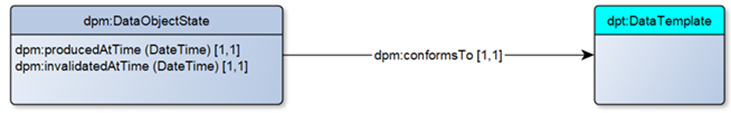 dpm:DataObjectState
dpm:producedAtTime (DateTime) [1,1]
dpm:invalidatedAtTime (DateTime) [1,1]
dpm:conformsTo [1,1]
dpt:DataTemplate